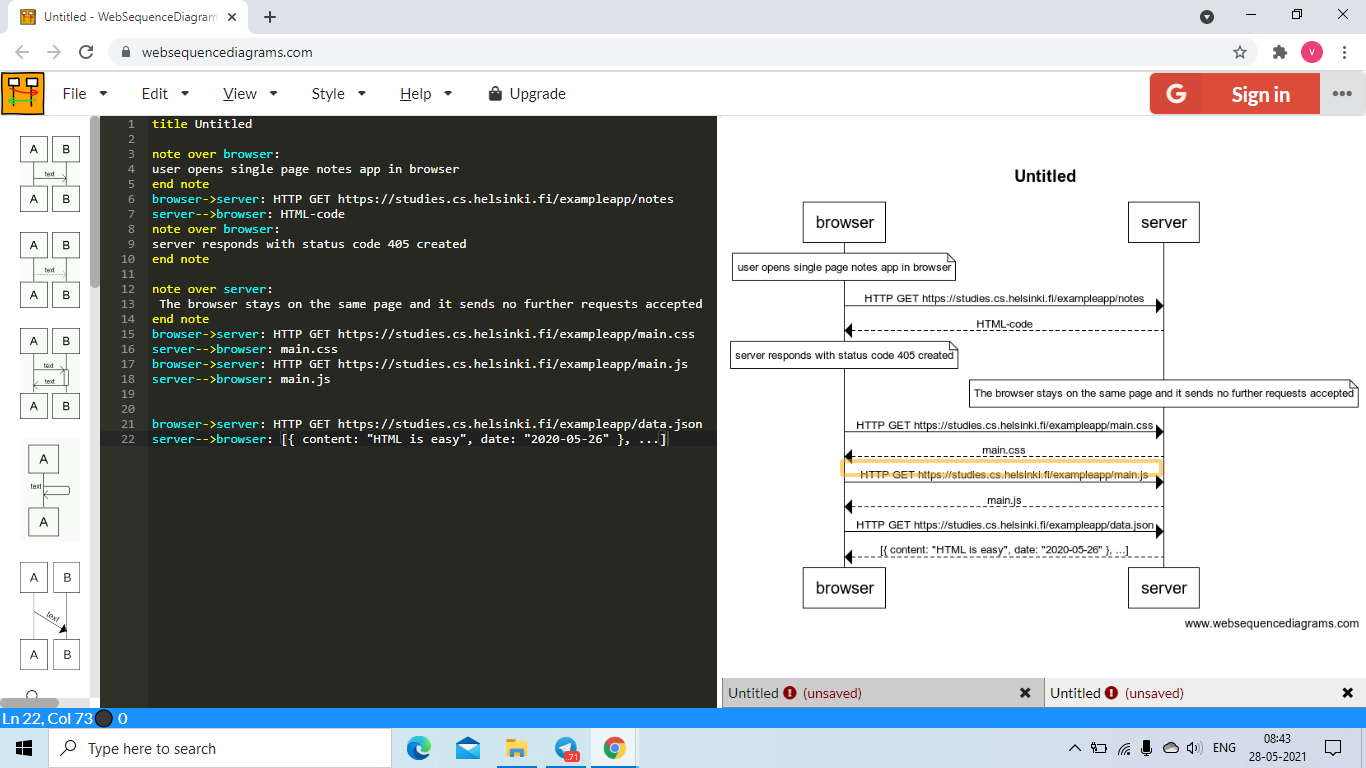 Untitled - WebSequenceDiagram
websequencediagrams.com
V
File Edit View Style Help Upgrade
G Sign in
A B
text
A B
A B
text
A B
A B
text
text
A B
A
text
A
A B
text
A B
1 title Untitled
2
3 note over browser:
4 user opens single page notes app in browser
5 end note
6 browser->server: HTTP GET https://studies.cs.helsinki.fi/exampleapp/notes
7 server-->browser: HTML-code
8 note over browser:
9 server responds with status code 405 created
10 end note
11
12 note over server:
13 The browser stays on the same page and it sends no further requests accepted
14 end note
15 browser->server: HTTP GET https://studies.cs.helsinki.fi/exampleapp/main.css
16 server-->browser: main.css
17 browser->server: HTTP GET https://studies.cs.helsinki.fi/exampleapp/main.js
18 server-->browser: main.js
19
20
21 browser->server: HTTP GET https://studies.cs.helsinki.fi/exampleapp/data.json
22 server-->browser: [{ content: "HTML is easy", date: "2020-05-26" }, ...]
Untitled
browser server
user opens single page notes app in browser
HTTP GET https://studies.cs.helsinki.fi/exampleapp/notes
HTML-code
server responds with status code 405 created
The browser stays on the same page and it sends no further requests accepted
HTTP GET https://studies.cs.helsinki.fi/exampleapp/main.css
main.css
HTTP GET https://studies.cs.helsinki.fi/exampleapp/main.js
main.js
HTTP GET https://studies.cs.helsinki.fi/exampleapp/data.json
[{ content: "HTML is easy", date: "2020-05-26" }, ...]
browser server
www.websequencediagrams.com
Untitled (unsaved) Untitled (unsaved)
Ln 22, Col 73 0
Type here to search
71
ENG
08:43
28-05-2021